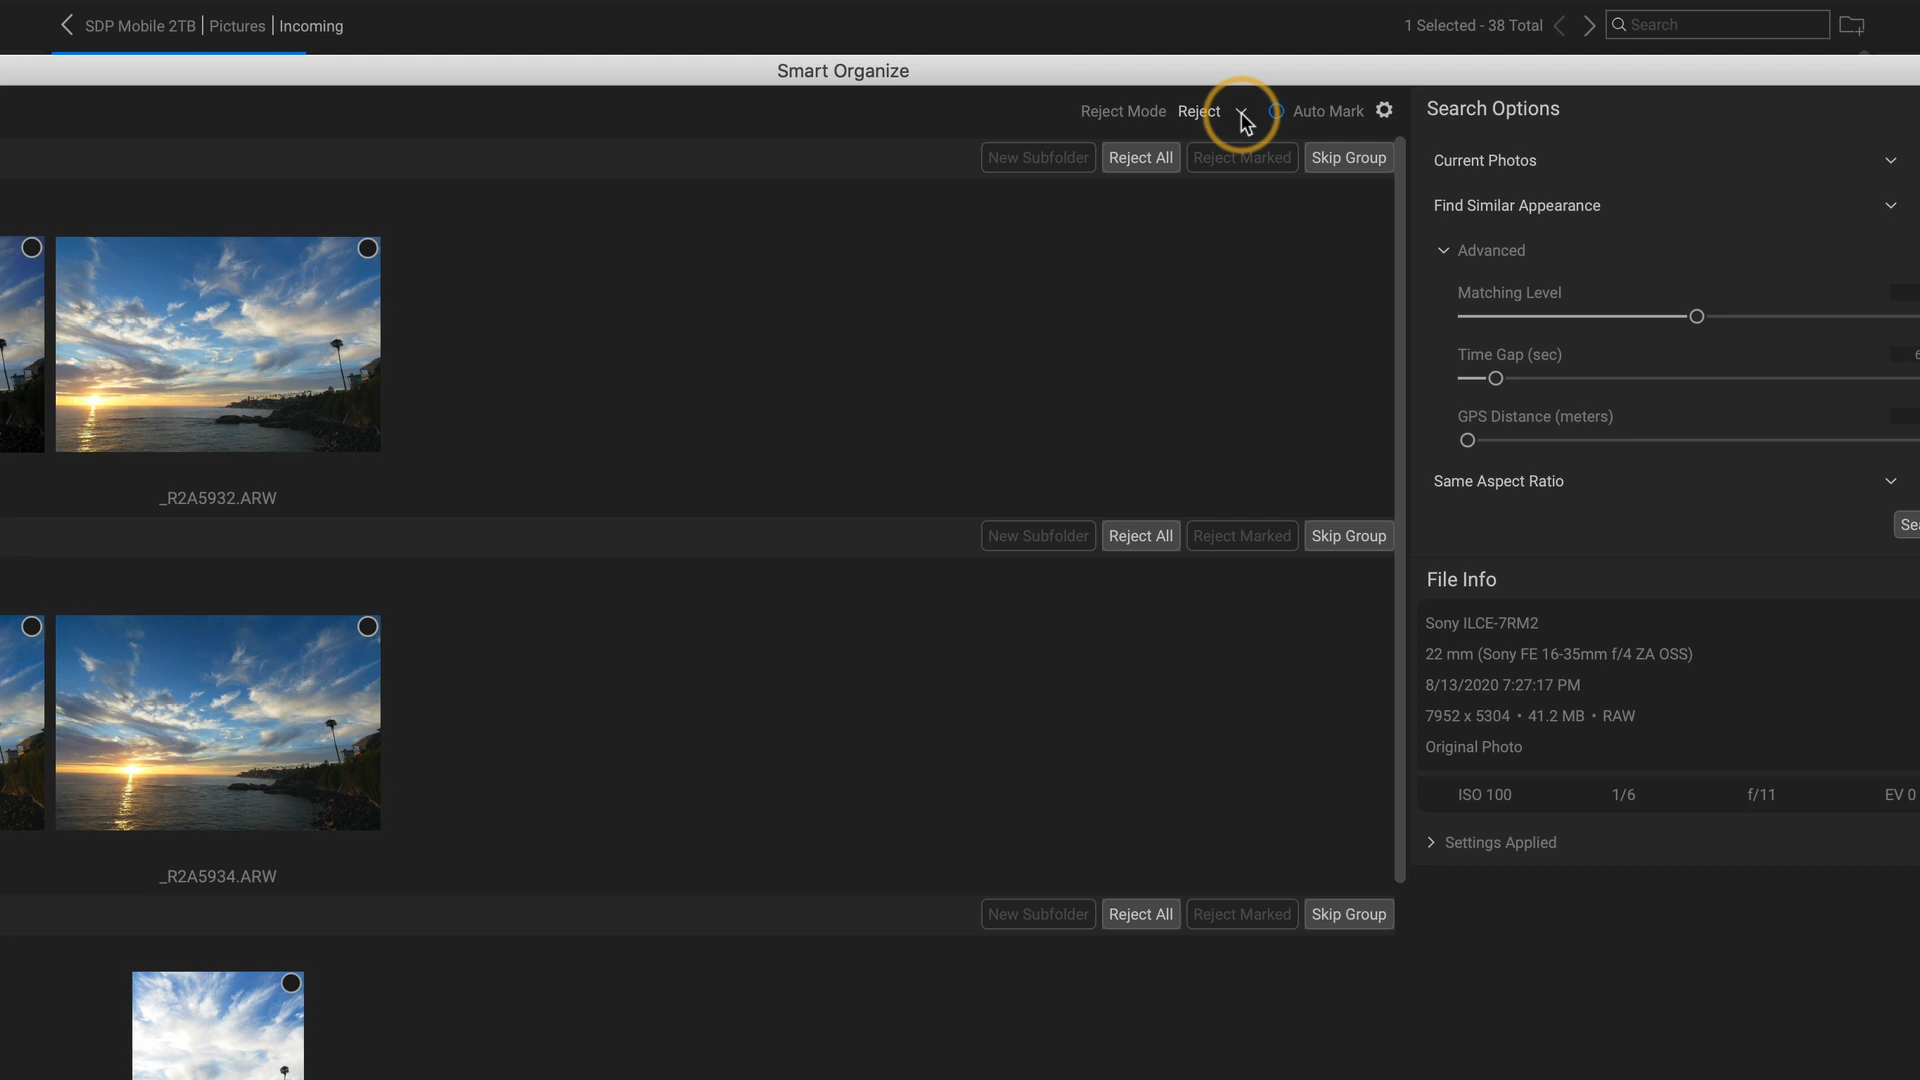 SDP Mobile 2TB | Pictures | Incoming
1 Selected - 38 Total
Search
Smart Organize
Reject Mode Reject Auto Mark
New Subfolder Reject All Reject Marked Skip Group
_R2A5932.ARW
New Subfolder Reject All Reject Marked Skip Group
_R2A5934.ARW
New Subfolder Reject All Reject Marked Skip Group
Search Options
Current Photos
Find Similar Appearance
Advanced
Matching Level
Time Gap (sec)
GPS Distance (meters)
Same Aspect Ratio
File Info
Sony ILCE-7RM2
22 mm (Sony FE 16-35mm f/4 ZA OSS)
8/13/2020 7:27:17 PM
7952 x 5304 • 41.2 MB • RAW
Original Photo
ISO 100 1/6 f/11 EV 0
Settings Applied